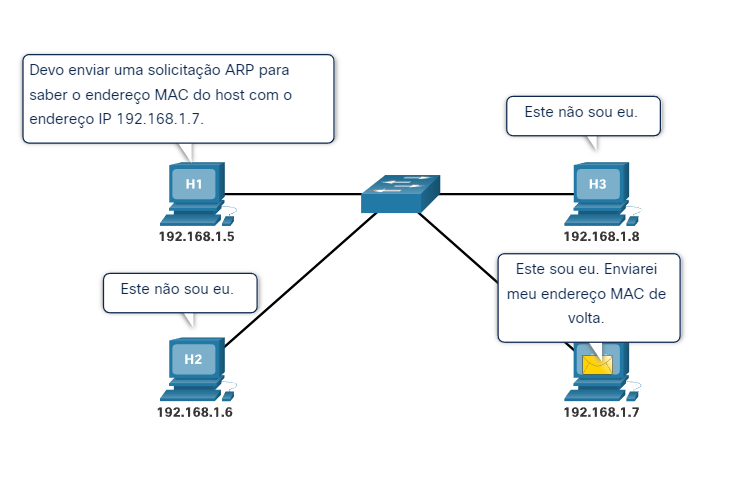 Devo enviar uma solicitação ARP para
saber o endereço MAC do host com o
endereço IP 192.168.1.7.
Este não sou eu.
H1
H3
192.168.1.5
192.168.1.8
Este não sou eu.
Este sou eu. Enviarei
meu endereço MAC de
volta.
H2
192.168.1.6
192.168.1.7